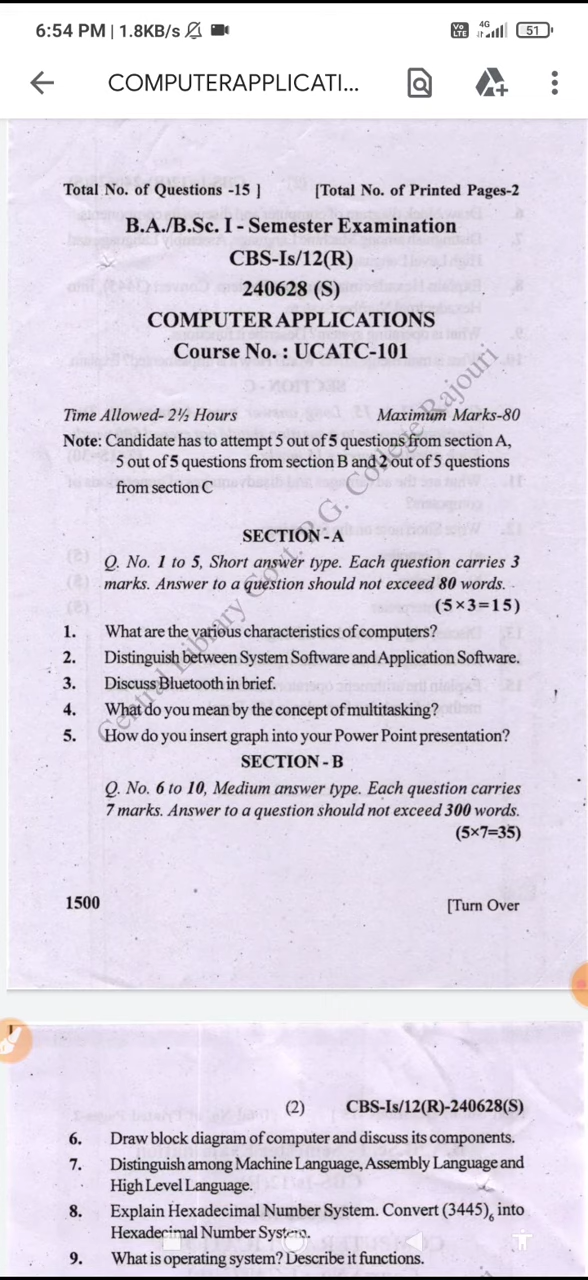 6:54 PM | 1.8KB/s
Vo LTE 4G 51
COMPUTERAPPLICATI...
Total No. of Questions -15 ] [Total No. of Printed Pages-2
B.A./B.Sc. I - Semester Examination
CBS-Is/12(R)
240628 (S)
COMPUTER APPLICATIONS
Course No. : UCATC-101
Time Allowed- 2½ Hours Maximum Marks-80
Note: Candidate has to attempt 5 out of 5 questions from section A,
5 out of 5 questions from section B and 2 out of 5 questions
from section C
Central Library Govt. P.G. College Rajouri
SECTION - A
Q. No. 1 to 5, Short answer type. Each question carries 3
marks. Answer to a question should not exceed 80 words.
(5×3=15)
1. What are the various characteristics of computers?
2. Distinguish between System Software and Application Software.
3. Discuss Bluetooth in brief.
4. What do you mean by the concept of multitasking?
5. How do you insert graph into your Power Point presentation?
SECTION - B
Q. No. 6 to 10, Medium answer type. Each question carries
7 marks. Answer to a question should not exceed 300 words.
(5×7=35)
1500 [Turn Over
(2) CBS-Is/12(R)-240628(S)
6. Draw block diagram of computer and discuss its components.
7. Distinguish among Machine Language, Assembly Language and
High Level Language.
8. Explain Hexadecimal Number System. Convert (3445)₆ into
Hexadecimal Number System.
9. What is operating system? Describe it functions.